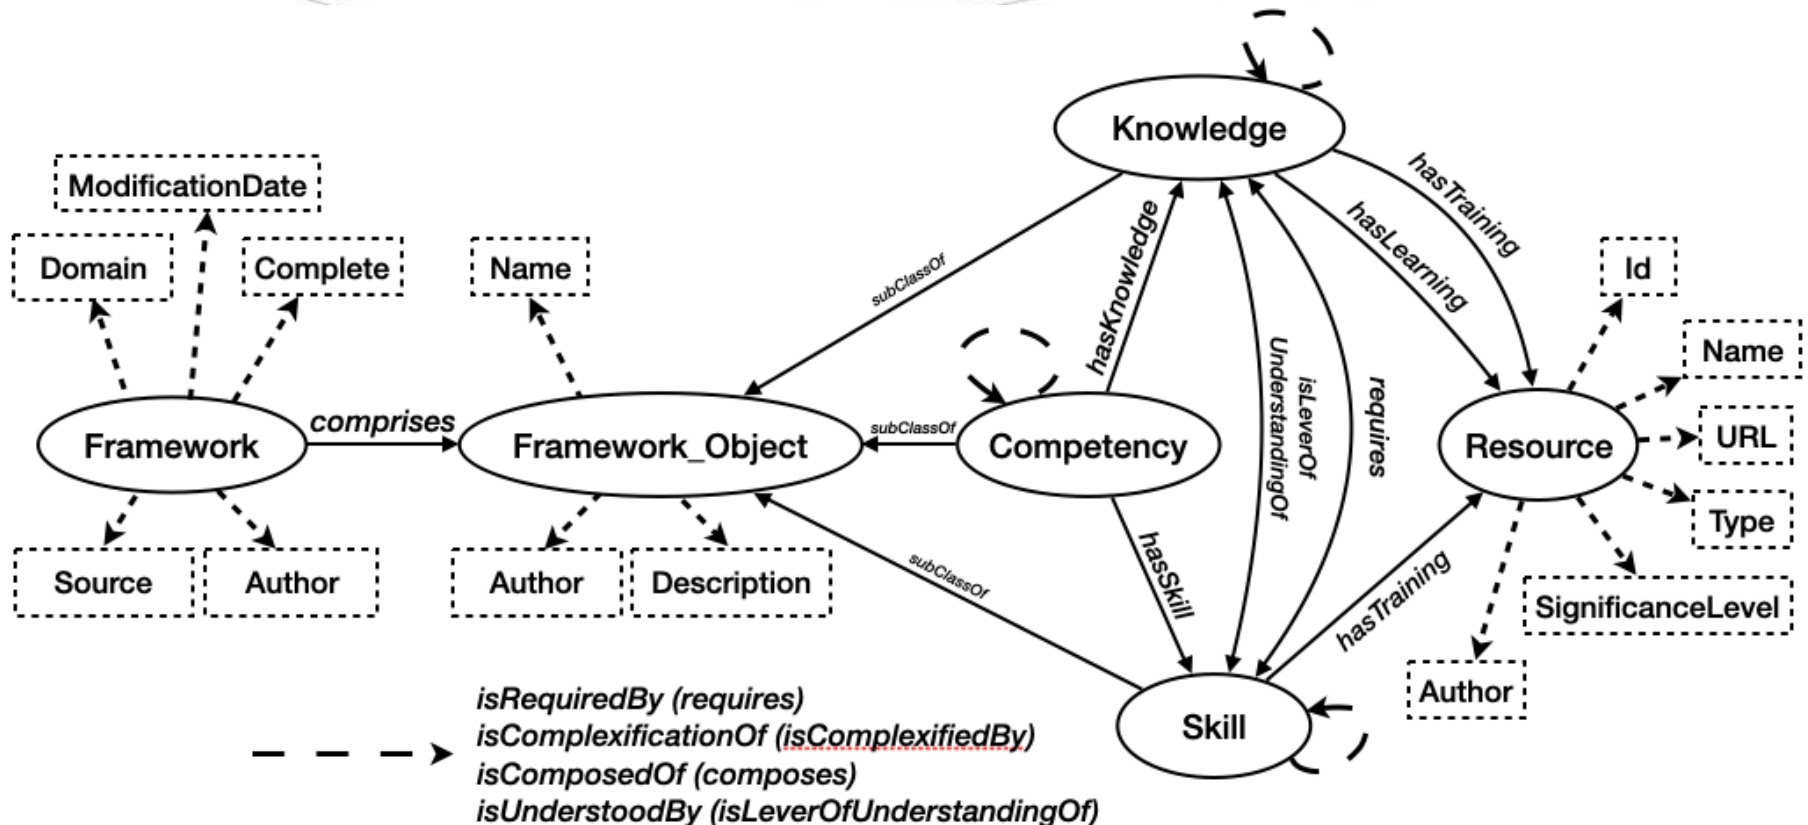 Knowledge
ModificationDate
Domain
Complete
Name
subClassOf
hasKnowledge
hasLearning
hasTraining
Id
Name
URL
Type
SignificanceLevel
Author
Framework
comprises
Framework_Object
subClassOf
Competency
isLeverOf
UnderstandingOf
requires
Resource
Source
Author
Author
Description
subClassOf
hasSkill
hasTraining
Skill
isRequiredBy (requires)
isComplexificationOf (isComplexifiedBy)
isComposedOf (composes)
isUnderstoodBy (isLeverOfUnderstandingOf)